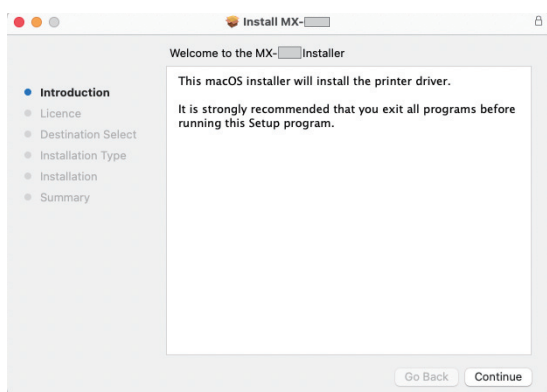 Install MX-
Welcome to the MX- Installer
Introduction
Licence
Destination Select
Installation Type
Installation
Summary
This macOS installer will install the printer driver.
It is strongly recommended that you exit all programs before
running this Setup program.
Go Back
Continue